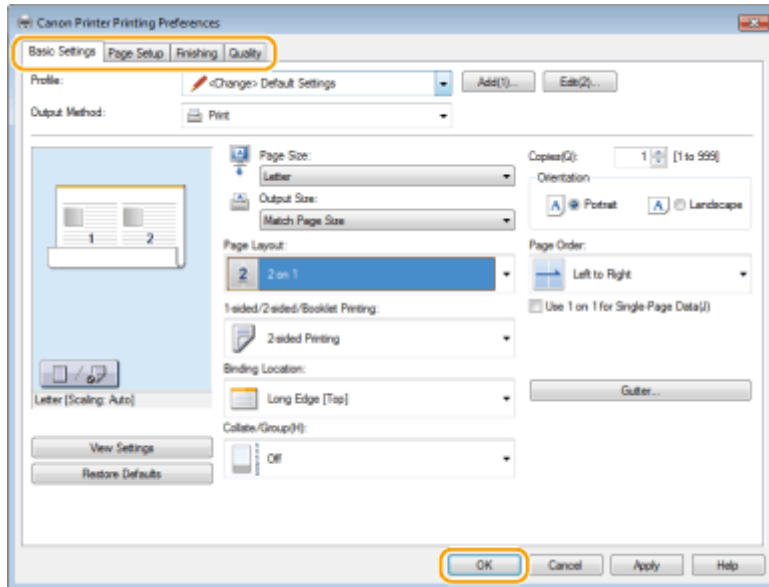 Canon Printer Printing Preferences
Basic Settings Page Setup Finishing Quality
Profile: <Change> Default Settings Add(1)... Edit(2)...
Output Method: Print
Page Size: Copies(Q): 1 [1 to 999]
Letter Orientation
Output Size: A Portrait A Landscape
Match Page Size
Page Layout: Page Order:
2 2 on 1 Left to Right
1 2
1-sided/2-sided/Booklet Printing: Use 1 on 1 for Single-Page Data(J)
2-sided Printing
Binding Location:
Letter [Scaling: Auto] Long Edge [Top] Gutter...
Collate/Group(H):
View Settings Off
Restore Defaults
OK Cancel Apply Help